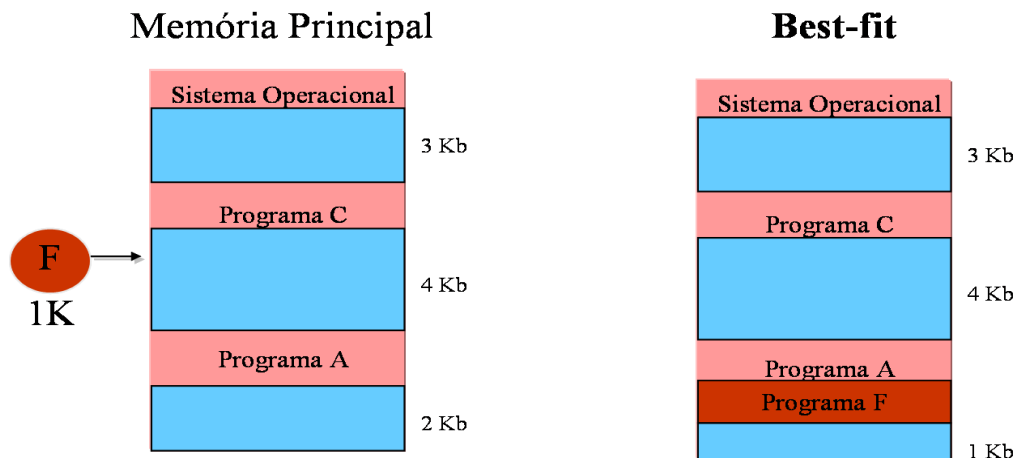 Memória Principal
Sistema Operacional
3 Kb
Programa C
F
1K
4 Kb
Programa A
2 Kb
Best-fit
Sistema Operacional
3 Kb
Programa C
4 Kb
Programa A
Programa F
1 Kb